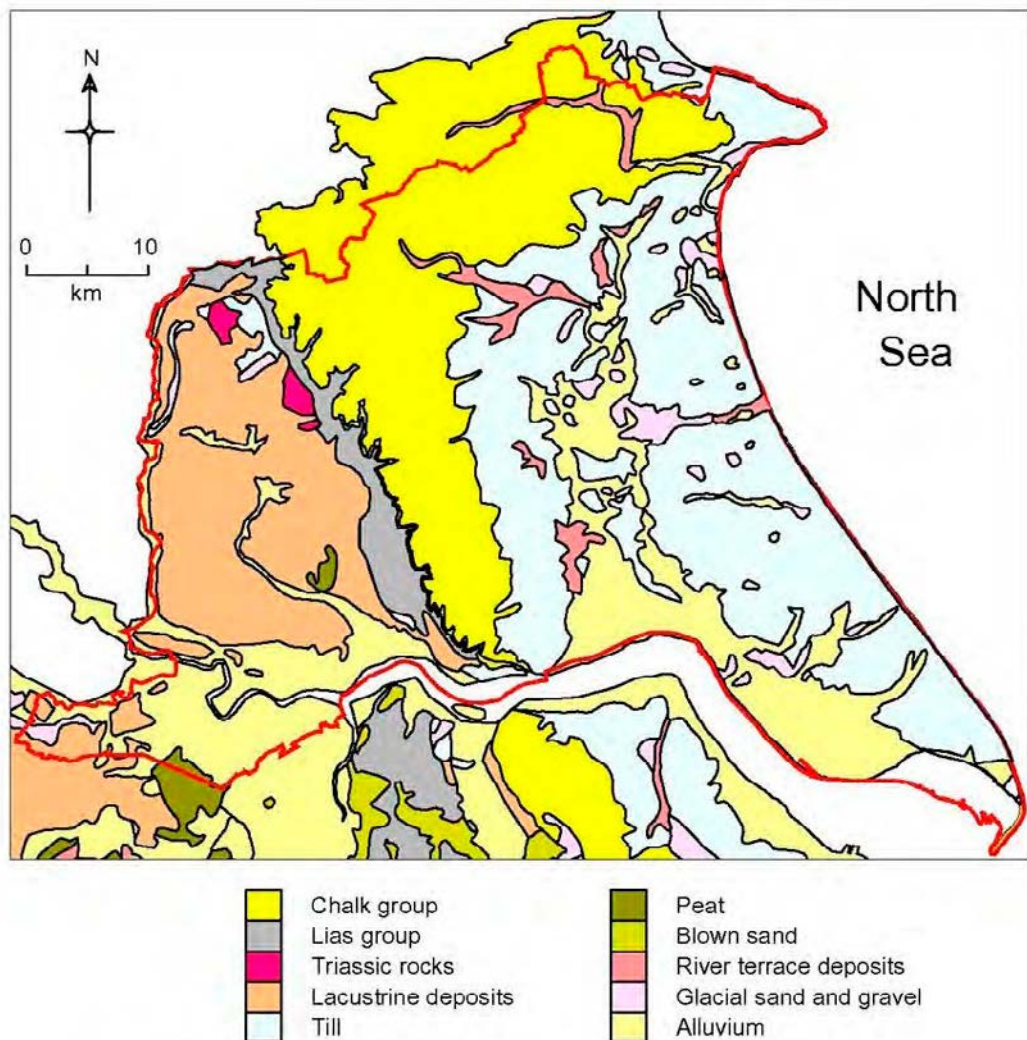 N
0 10
km
North
Sea
Chalk group
Lias group
Triassic rocks
Lacustrine deposits
Till
Peat
Blown sand
River terrace deposits
Glacial sand and gravel
Alluvium